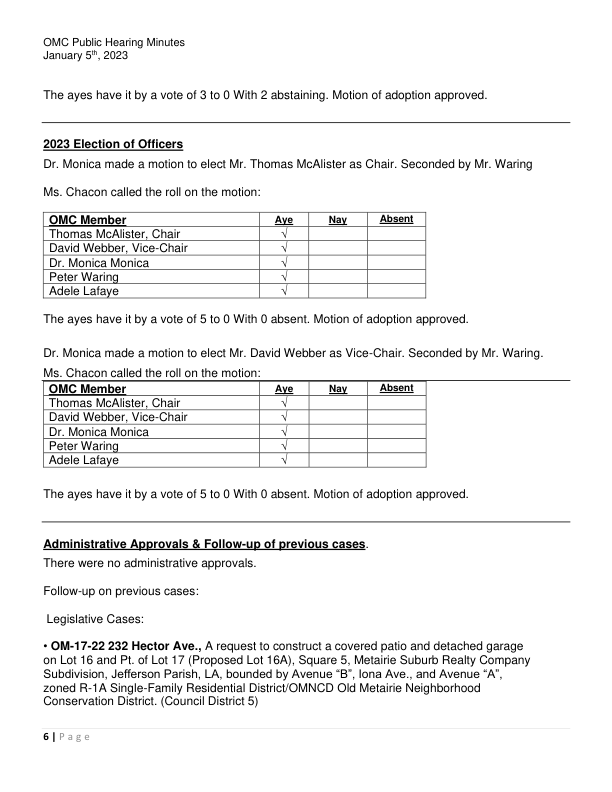 OMC Public Hearing Minutes
January 5th, 2023
The ayes have it by a vote of 3 to 0 With 2 abstaining. Motion of adoption approved.
2023 Election of Officers
Dr. Monica made a motion to elect Mr. Thomas McAlister as Chair. Seconded by Mr. Waring
Ms. Chacon called the roll on the motion:
OMC Member Aye Nay Absent
Thomas McAlister, Chair √
David Webber, Vice-Chair √
Dr. Monica Monica √
Peter Waring √
Adele Lafaye √
The ayes have it by a vote of 5 to 0 With 0 absent. Motion of adoption approved.
Dr. Monica made a motion to elect Mr. David Webber as Vice-Chair. Seconded by Mr. Waring.
Ms. Chacon called the roll on the motion:
OMC Member Aye Nay Absent
Thomas McAlister, Chair √
David Webber, Vice-Chair √
Dr. Monica Monica √
Peter Waring √
Adele Lafaye √
The ayes have it by a vote of 5 to 0 With 0 absent. Motion of adoption approved.
Administrative Approvals & Follow-up of previous cases.
There were no administrative approvals.
Follow-up on previous cases:
Legislative Cases:
• OM-17-22 232 Hector Ave., A request to construct a covered patio and detached garage
on Lot 16 and Pt. of Lot 17 (Proposed Lot 16A), Square 5, Metairie Suburb Realty Company
Subdivision, Jefferson Parish, LA, bounded by Avenue “B”, Iona Ave., and Avenue “A”,
zoned R-1A Single-Family Residential District/OMNCD Old Metairie Neighborhood
Conservation District. (Council District 5)
6 | Page